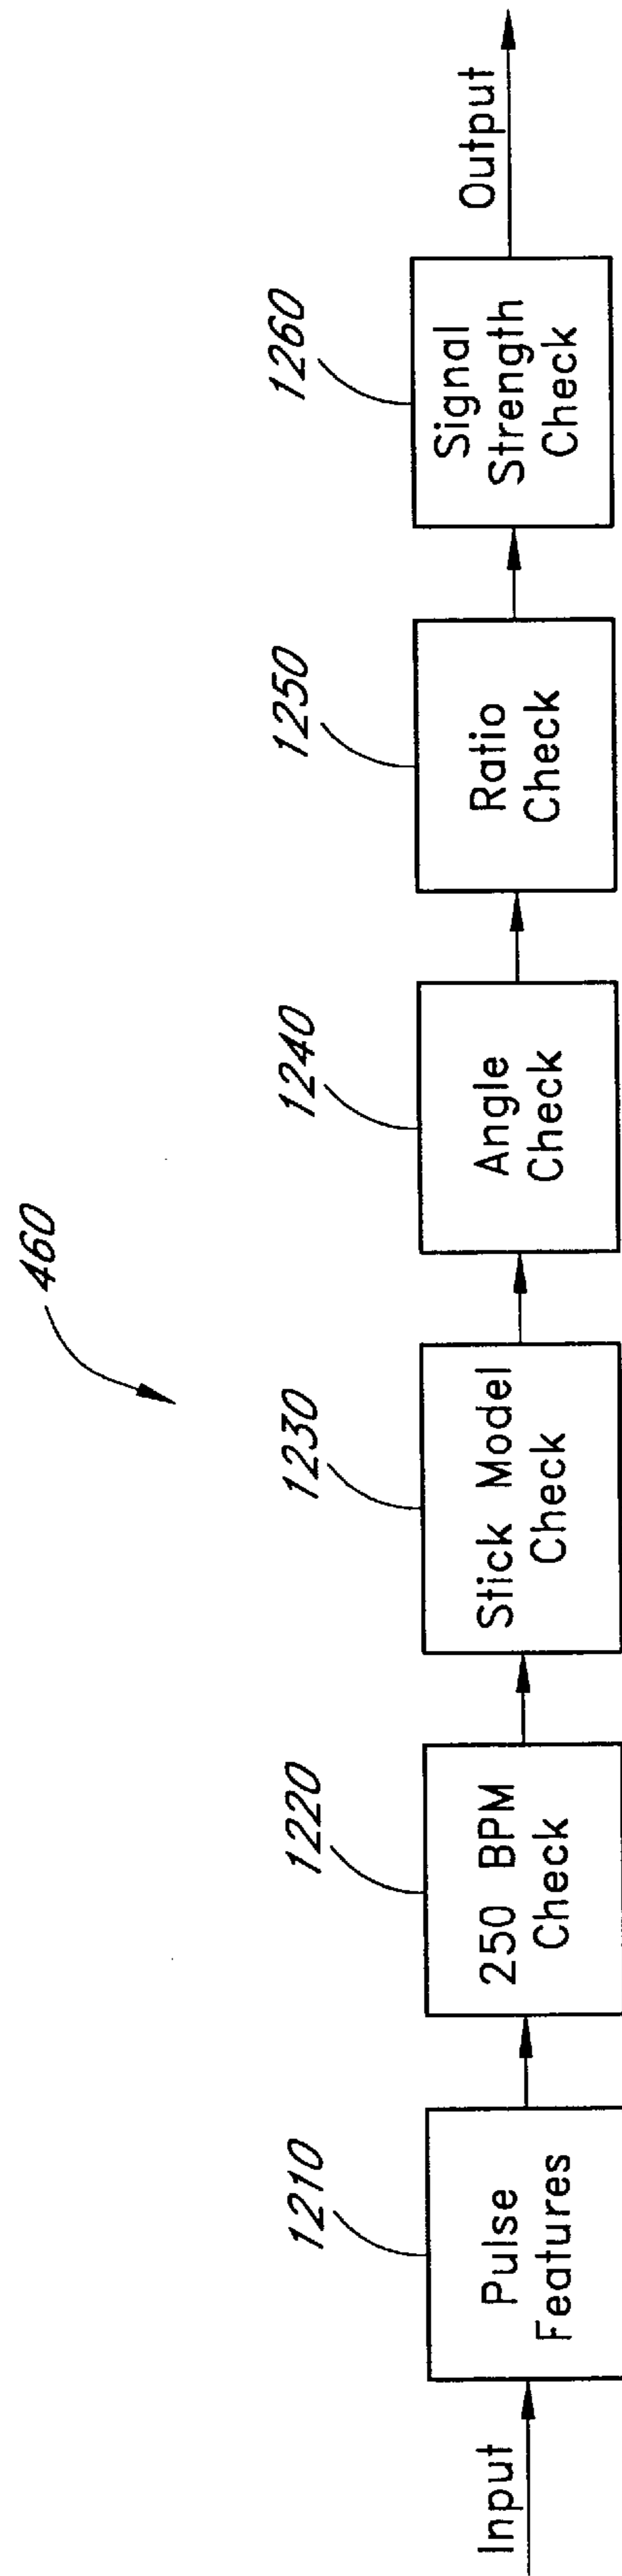 460
Input
1210
Pulse
Features
1220
250 BPM
Check
1230
Stick Model
Check
1240
Angle
Check
1250
Ratio
Check
1260
Signal
Strength
Check
Output